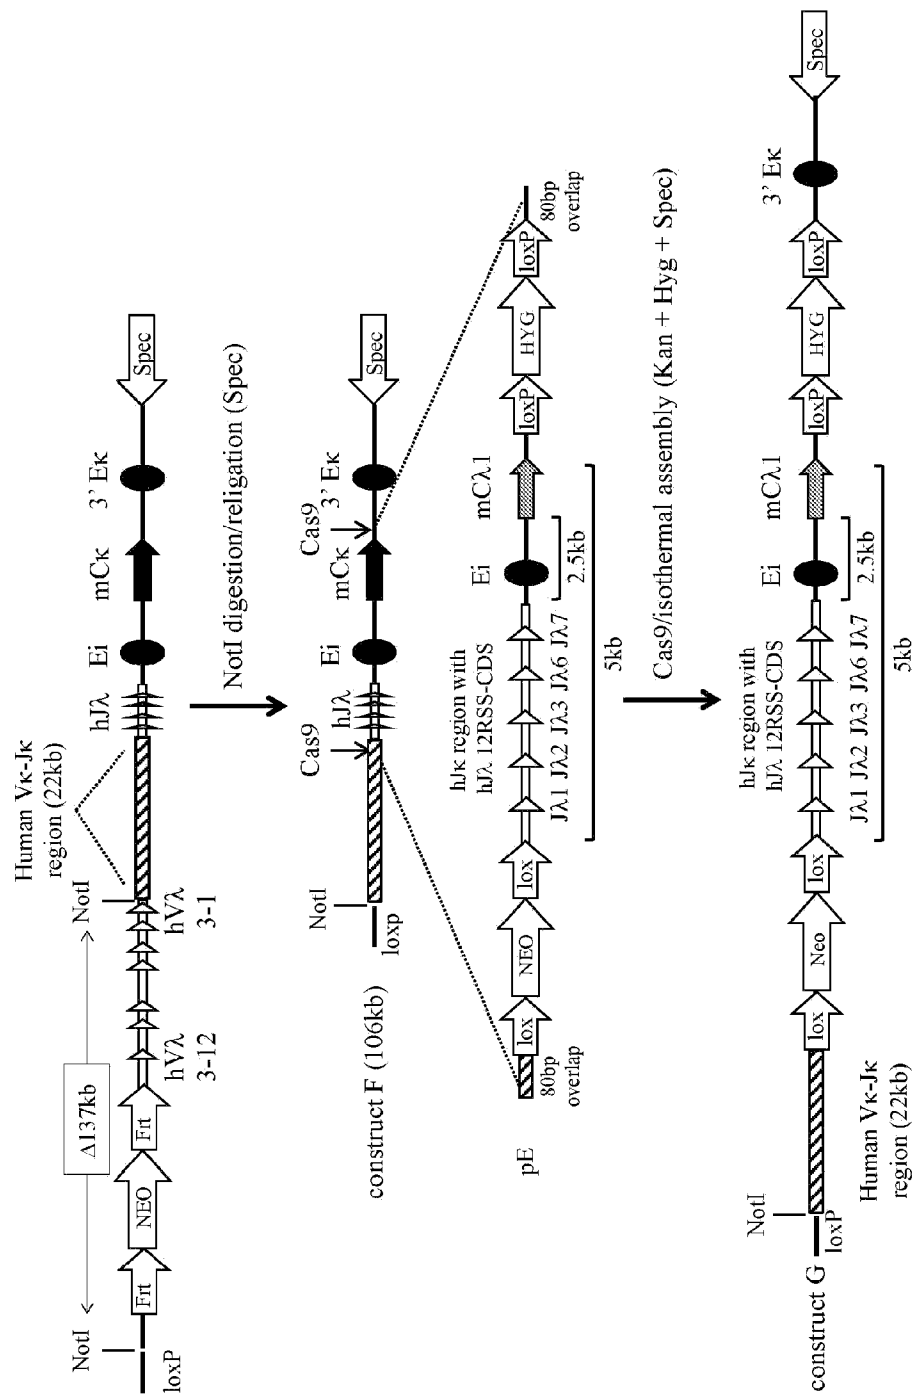 NotI
Δ137kb
NotI
Human Vκ-Jκ
region (22kb)
loxP
Frt
NEO
Frt
hVλ
3-12
hVλ
3-1
hJλ
Ei
mCκ
3' Eκ
Spec
NotI digestion/religation (Spec)
construct F (106kb)
NotI
loxp
Cas9
hJλ
Ei
mCκ
Cas9
3' Eκ
Spec
pE
80bp
overlap
lox
NEO
lox
hJκ region with
hJλ 12RSS-CDS
Jλ1 Jλ2 Jλ3 Jλ6 Jλ7
Ei
mCλ1
loxP
HYG
loxP
80bp
overlap
2.5kb
5kb
Cas9/isothermal assembly (Kan + Hyg + Spec)
construct G
NotI
loxP
Human Vκ-Jκ
region (22kb)
lox
Neo
lox
hJκ region with
hJλ 12RSS-CDS
Jλ1 Jλ2 Jλ3 Jλ6 Jλ7
Ei
mCλ1
loxP
HYG
loxP
3' Eκ
Spec
2.5kb
5kb